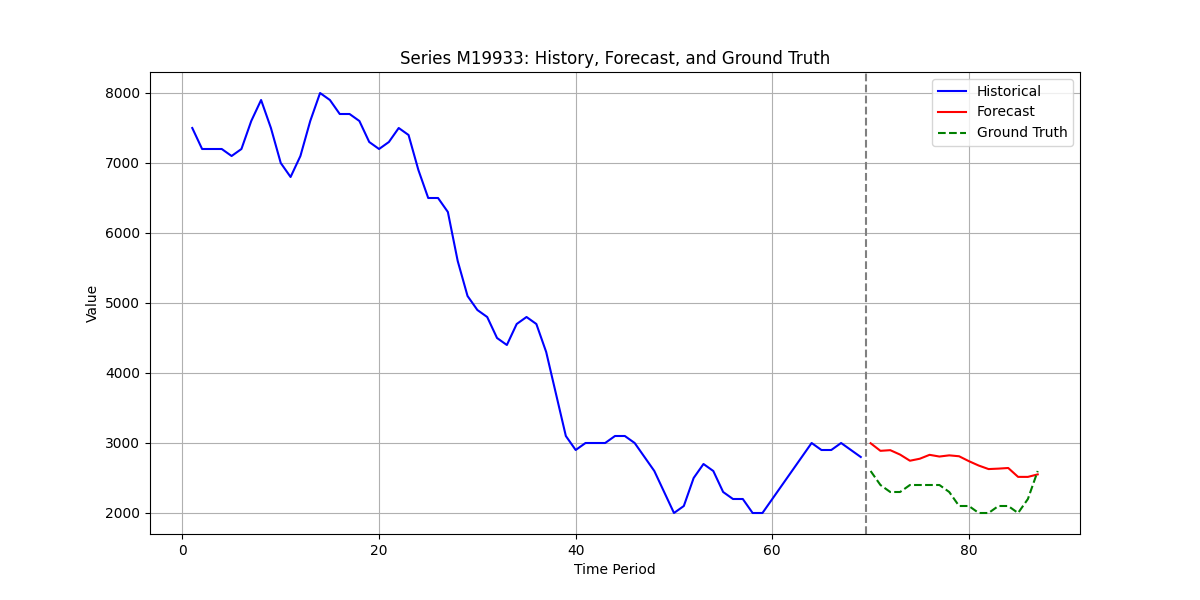 Series M19933: History, Forecast, and Ground Truth
Historical
Forecast
Ground Truth
8000
7000
6000
5000
4000
3000
2000
Value
0
20
40
60
80
Time Period